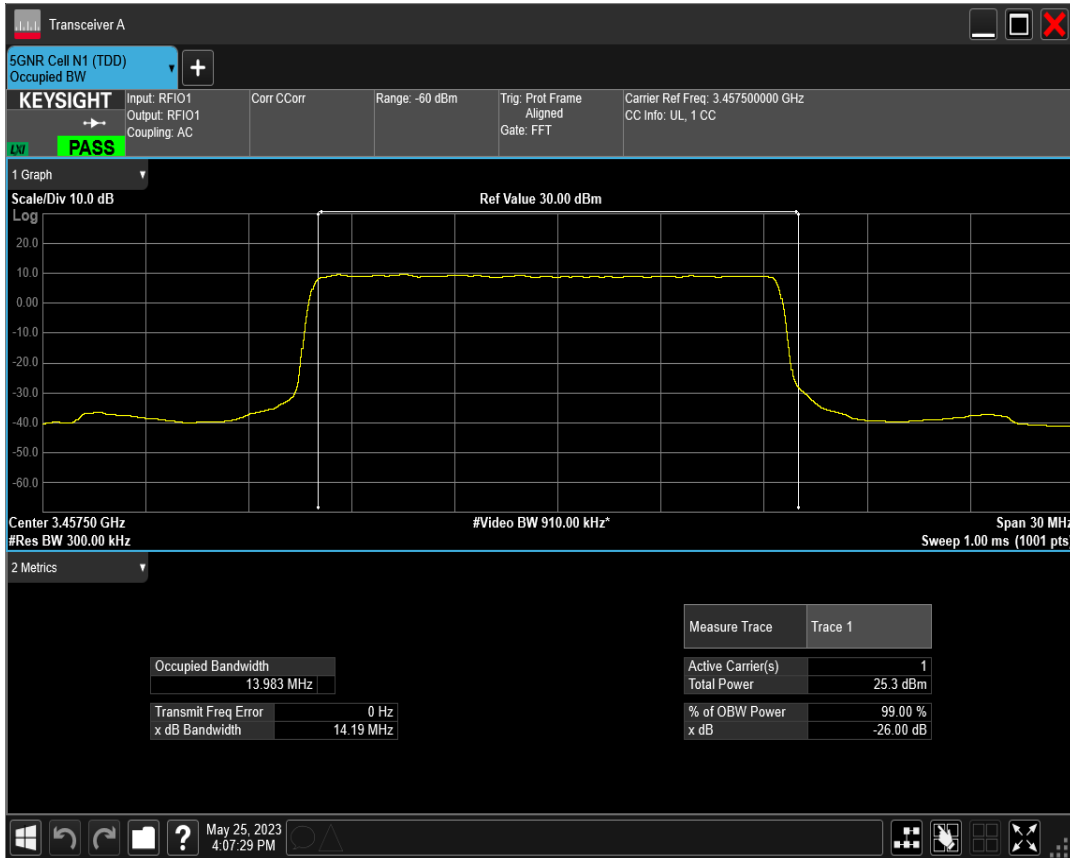 Transceiver A
5GNR Cell N1 (TDD)
Occupied BW
+
KEYSIGHT
LXI
PASS
Input: RFIO1
Output: RFIO1
Coupling: AC
Corr CCorr
Range: -60 dBm
Trig: Prot Frame
Aligned
Gate: FFT
Carrier Ref Freq: 3.457500000 GHz
CC Info: UL, 1 CC
1 Graph
Scale/Div 10.0 dB
Ref Value 30.00 dBm
Log
20.0
10.0
0.00
-10.0
-20.0
-30.0
-40.0
-50.0
-60.0
Center 3.45750 GHz
#Video BW 910.00 kHz*
Span 30 MHz
#Res BW 300.00 kHz
Sweep 1.00 ms (1001 pts)
2 Metrics
Measure Trace Trace 1
Occupied Bandwidth
13.983 MHz
Active Carrier(s) 1
Total Power 25.3 dBm
Transmit Freq Error 0 Hz
x dB Bandwidth 14.19 MHz
% of OBW Power 99.00 %
x dB -26.00 dB
?
May 25, 2023
4:07:29 PM